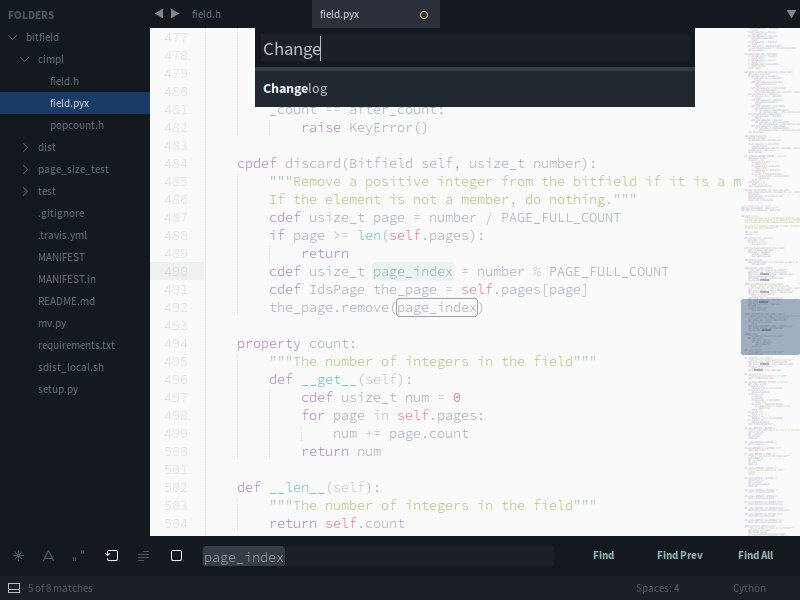 FOLDERS
bitfield
cimpl
field.h
field.pyx
popcount.h
dist
page_size_test
test
.gitignore
.travis.yml
MANIFEST
MANIFEST.in
README.md
mv.py
requirements.txt
sdist_local.sh
setup.py
field.h
field.pyx
Change
Changelog
477
478
479
480
481 _count == after_count:
482 raise KeyError()
483
484 cpdef discard(Bitfield self, usize_t number):
485 """Remove a positive integer from the bitfield if it is a m
486 If the element is not a member, do nothing."""
487 cdef usize_t page = number / PAGE_FULL_COUNT
488 if page >= len(self.pages):
489 return
490 cdef usize_t page_index = number % PAGE_FULL_COUNT
491 cdef IdsPage the_page = self.pages[page]
492 the_page.remove(page_index)
493
494 property count:
495 """The number of integers in the field"""
496 def __get__(self):
497 cdef usize_t num = 0
498 for page in self.pages:
499 num += page.count
500 return num
501
502 def __len__(self):
503 """The number of integers in the field"""
504 return self.count
page_index
Find
Find Prev
Find All
5 of 8 matches
Spaces: 4
Cython